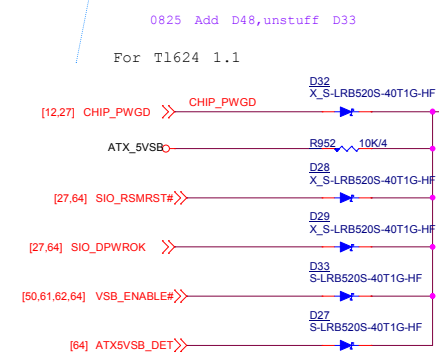 0825 Add D48,unstuff D33
For T1624 1.1
D32
X_S-LRB520S-40T1G-HF
[12,27] CHIP_PWGD
CHIP_PWGD
ATX_5VSB
R952 10K/4
D28
X_S-LRB520S-40T1G-HF
[27,64] SIO_RSMRST#
D29
X_S-LRB520S-40T1G-HF
[27,64] SIO_DPWROK
D33
S-LRB520S-40T1G-HF
[50,61,62,64] VSB_ENABLE#
D27
S-LRB520S-40T1G-HF
[64] ATX5VSB_DET